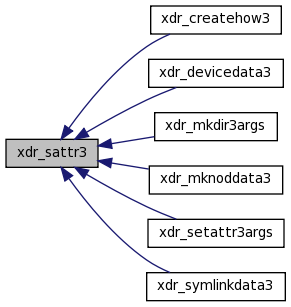 xdr_createhow3
xdr_devicedata3
xdr_mkdir3args
xdr_sattr3
xdr_mknoddata3
xdr_setattr3args
xdr_symlinkdata3